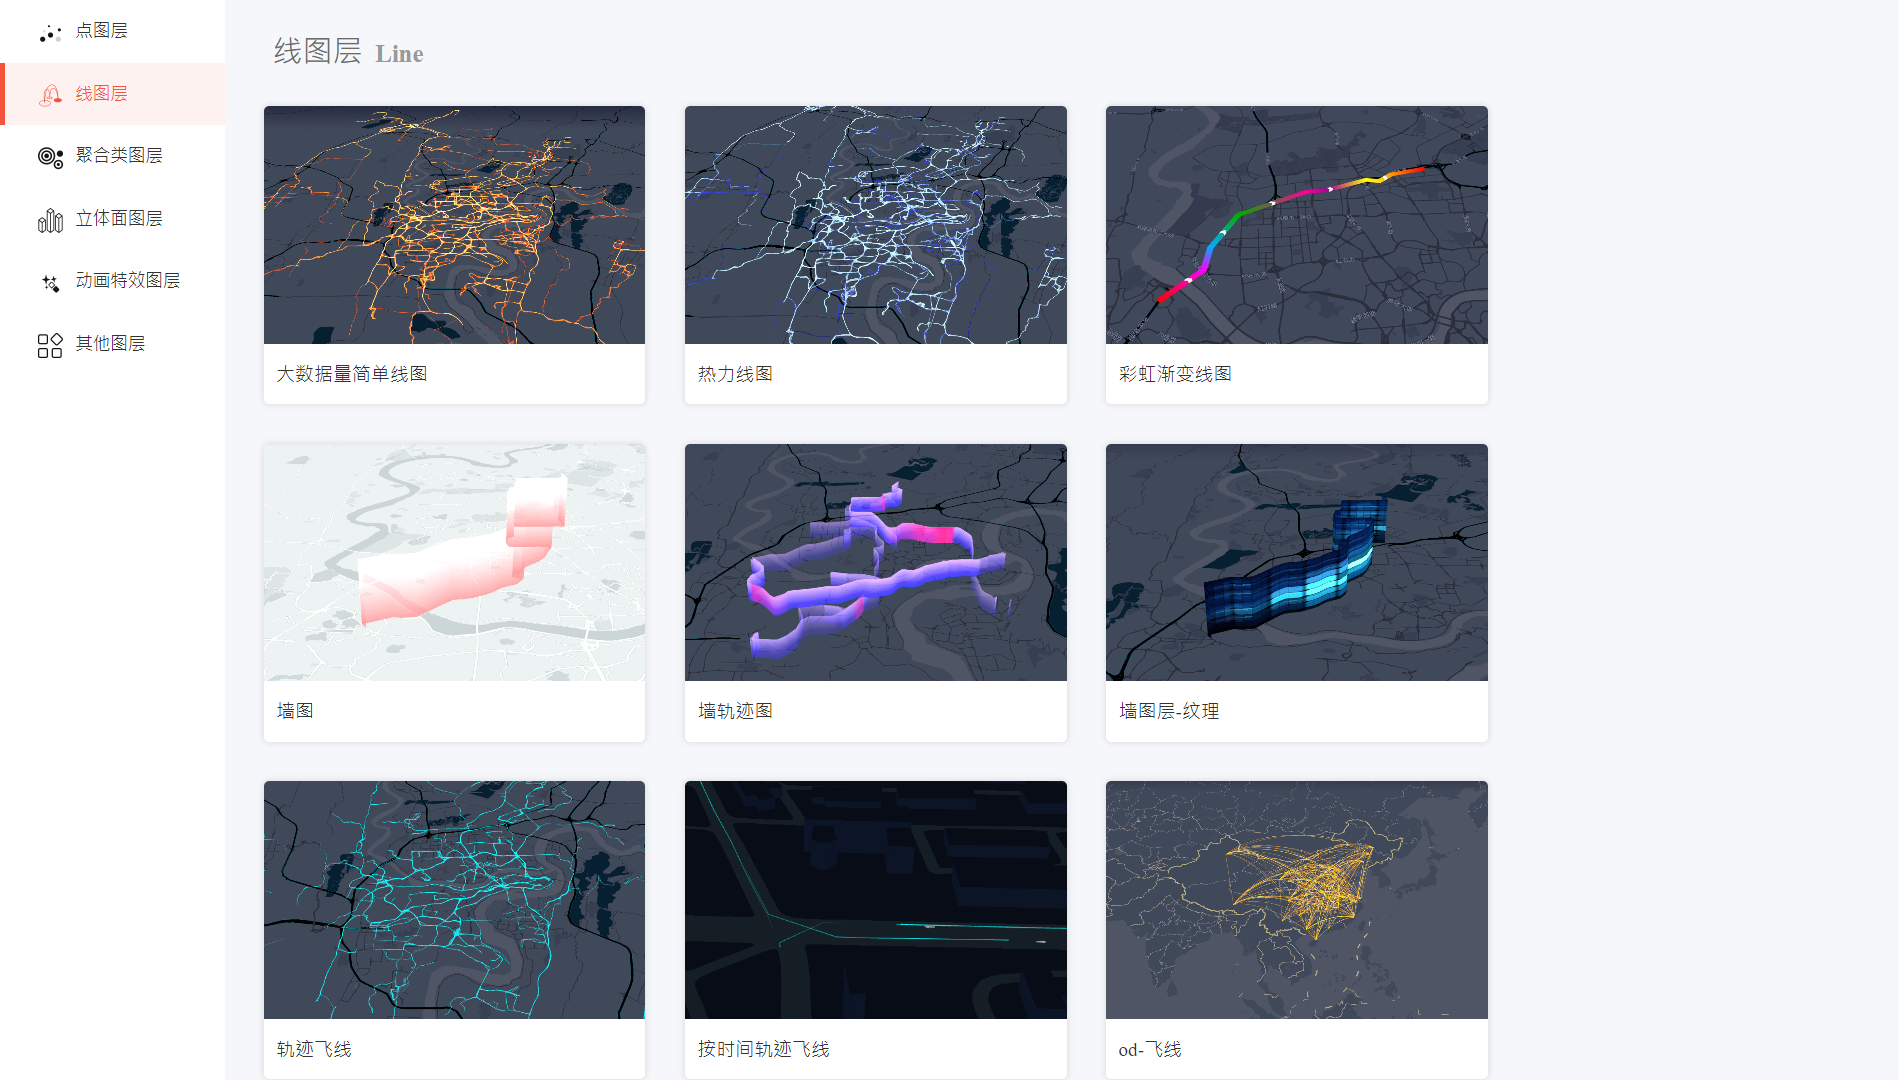 点图层
线图层
聚合类图层
立体面图层
动画特效图层
其他图层
线图层 Line
大数据量简单线图
热力线图
彩虹渐变线图
墙图
墙轨迹图
墙图层-纹理
轨迹飞线
按时间轨迹飞线
od-飞线